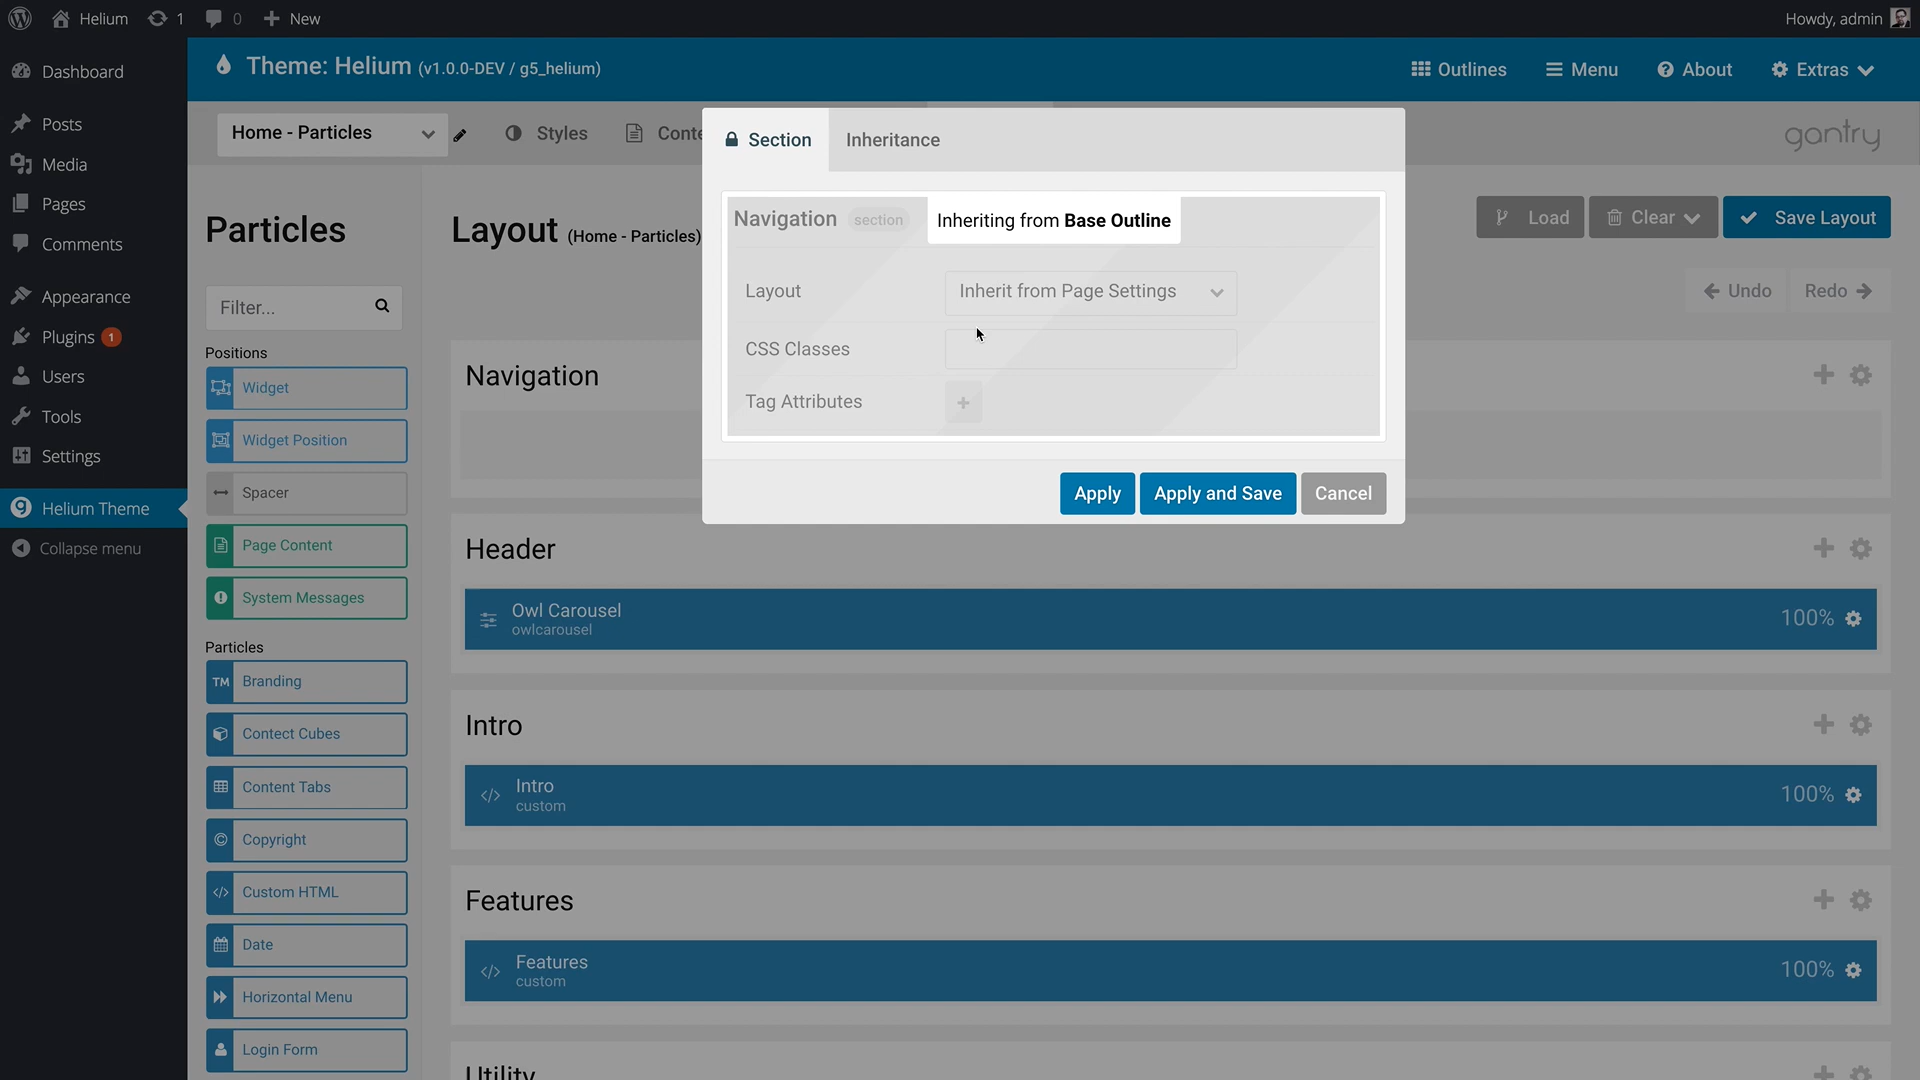 Helium 1 0 New Howdy, admin
Theme: Helium (v1.0.0-DEV / g5_helium)
Outlines Menu About Extras
Dashboard
Posts
Media
Pages
Comments
Appearance
Plugins 1
Users
Tools
Settings
Helium Theme
Collapse menu
Home - Particles
Styles
Conte
gantry
Section Inheritance
Navigation section Inheriting from Base Outline
Layout Inherit from Page Settings
CSS Classes
Tag Attributes +
Apply Apply and Save Cancel
Particles
Filter...
Positions
Widget
Widget Position
Spacer
Page Content
System Messages
Particles
TM Branding
Contect Cubes
Content Tabs
Copyright
Custom HTML
Date
Horizontal Menu
Login Form
Layout (Home - Particles)
Load Clear Save Layout
Undo Redo
Navigation
Header
Owl Carousel
owlcarousel
100%
Intro
Intro
custom
100%
Features
Features
custom
100%
Utility